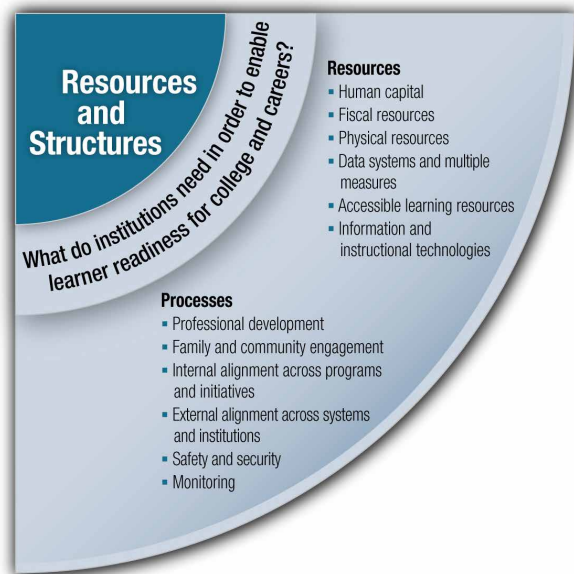 Resources
and
Structures
What do institutions need in order to enable
learner readiness for college and careers?
Resources
▪ Human capital
▪ Fiscal resources
▪ Physical resources
▪ Data systems and multiple
measures
▪ Accessible learning resources
▪ Information and
instructional technologies
Processes
▪ Professional development
▪ Family and community engagement
▪ Internal alignment across programs
and initiatives
▪ External alignment across systems
and institutions
▪ Safety and security
▪ Monitoring